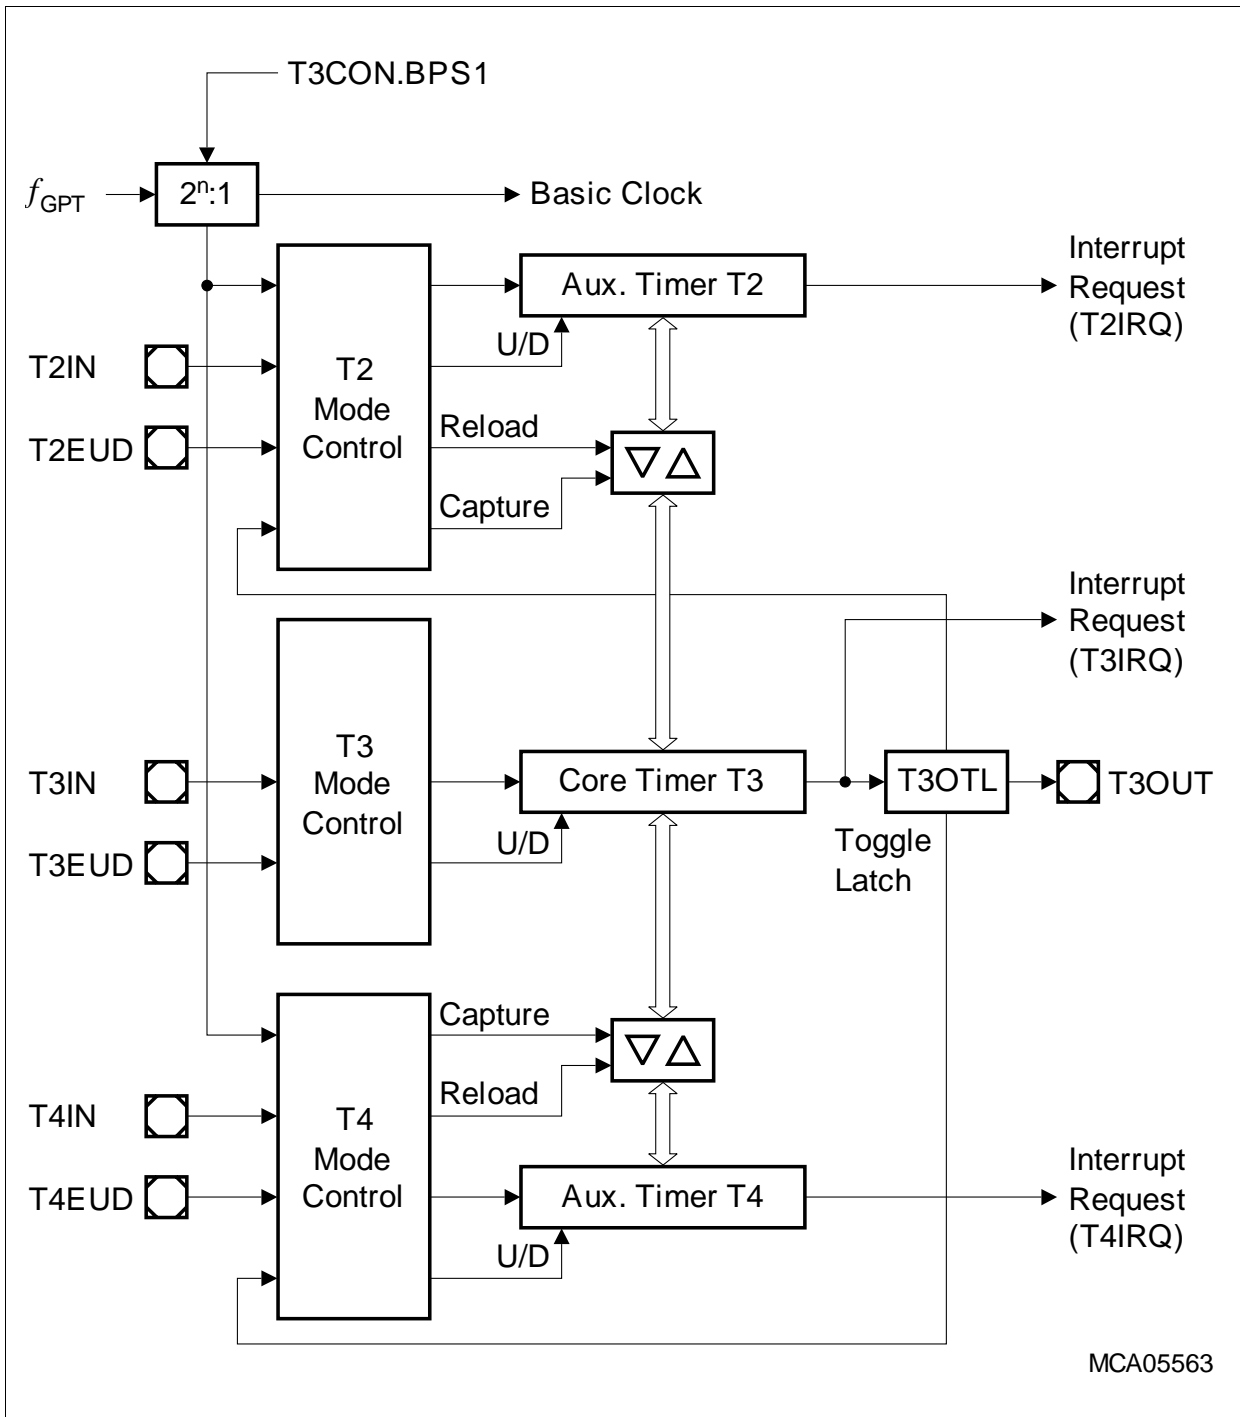 T3CON.BPS1
fGPT
2n:1
Basic Clock
Interrupt
Request
(T2IRQ)
Aux. Timer T2
U/D
T2IN
T2
Mode
Control
T2EUD
Reload
Capture
Interrupt
Request
(T3IRQ)
T3
Mode
Control
T3IN
Core Timer T3
T3OTL
T3OUT
U/D
Toggle
Latch
T3EUD
Capture
Reload
T4IN
T4
Mode
Control
T4EUD
Aux. Timer T4
U/D
Interrupt
Request
(T4IRQ)
MCA05563